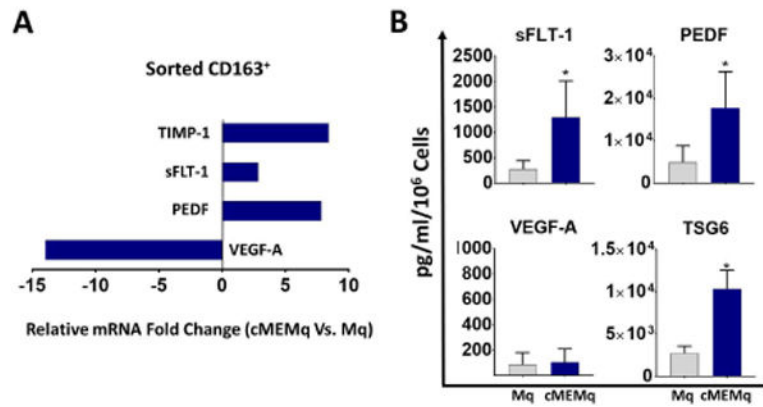 A
Sorted CD163⁺
TIMP-1
sFLT-1
PEDF
VEGF-A
-15 -10 -5 0 5 10
Relative mRNA Fold Change (cMEMq Vs. Mq)
B
pg/ml/10⁶ Cells
sFLT-1
2500
2000
1500
1000
500
0
*
PEDF
3×10⁴
2×10⁴
1×10⁴
0
*
VEGF-A
1000
800
600
400
200
Mq cMEMq
TSG6
1.5×10⁴
1×10⁴
5×10³
0
*
Mq cMEMq